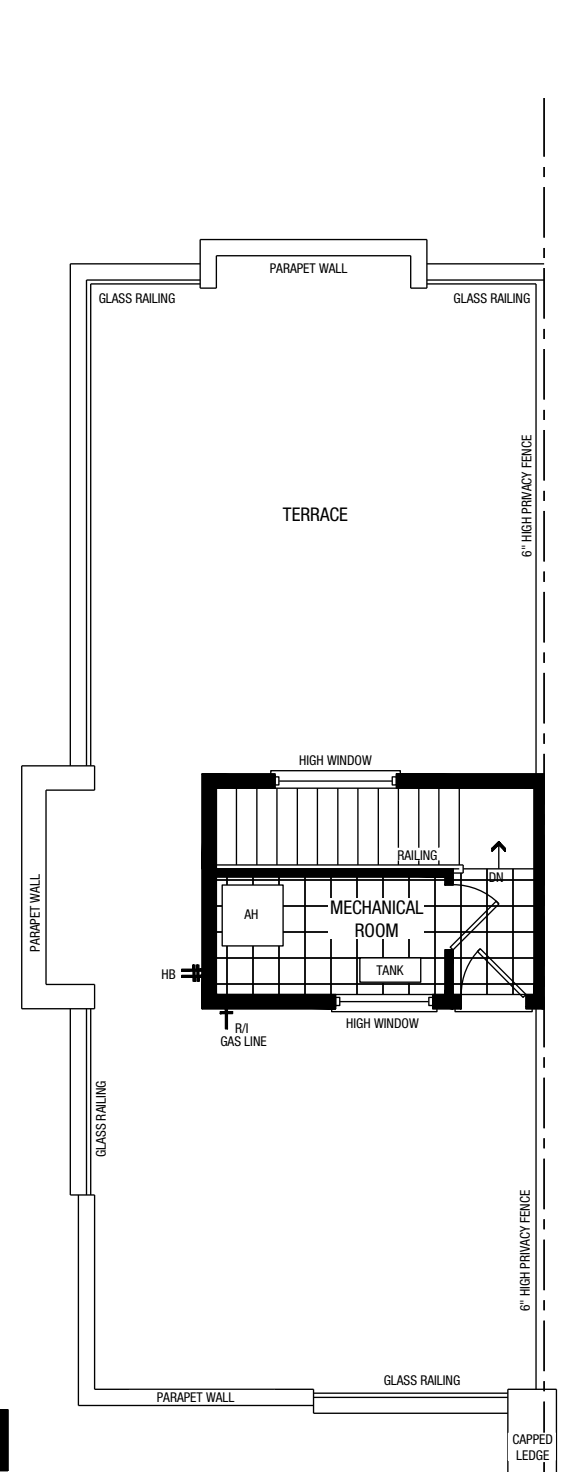 PARAPET WALL
GLASS RAILING
GLASS RAILING
6" HIGH PRIVACY FENCE
TERRACE
HIGH WINDOW
RAILING
DN
PARAPET WALL
AH
MECHANICAL
ROOM
HB
TANK
R/I
GAS LINE
HIGH WINDOW
GLASS RAILING
6" HIGH PRIVACY FENCE
GLASS RAILING
PARAPET WALL
CAPPED
LEDGE